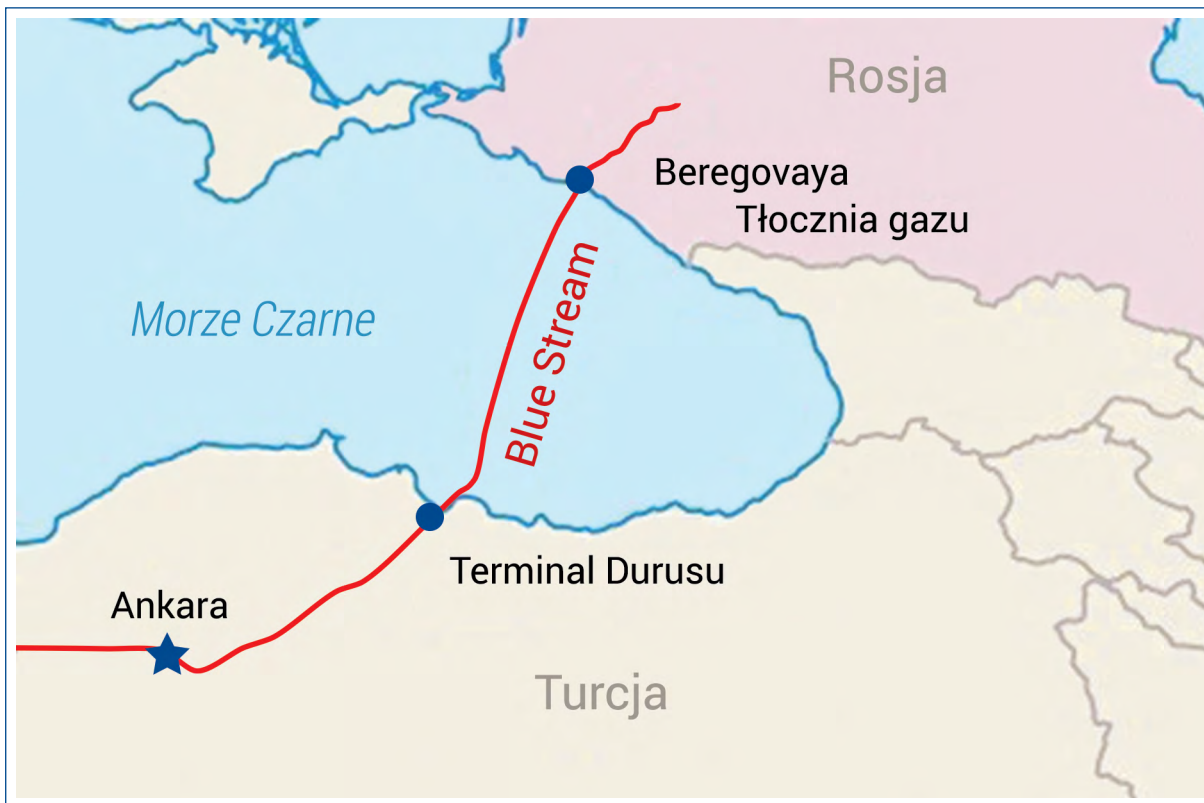 Rosja
Beregovaya
Tłocznia gazu
Morze Czarne
Blue Stream
Terminal Durusu
Ankara
Turcja